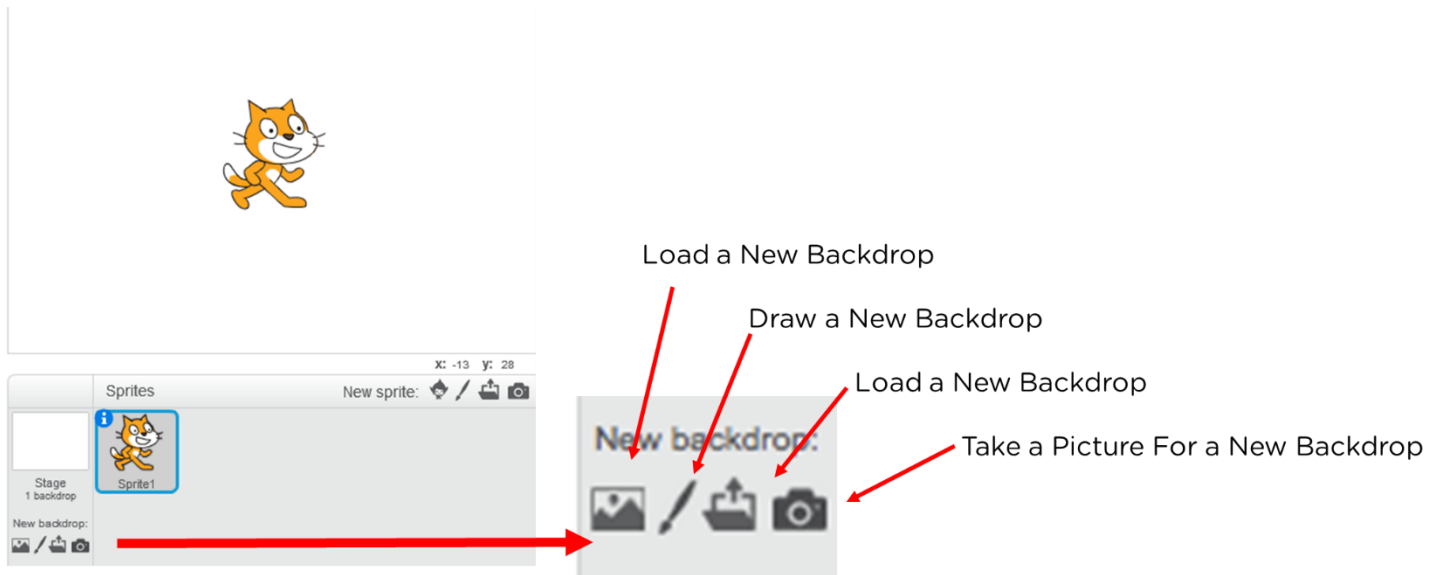 Load a New Backdrop
Draw a New Backdrop
x: -13 y: 28
Sprites
New sprite:
Load a New Backdrop
New backdrop:
Take a Picture For a New Backdrop
i
Stage
1 backdrop
Sprite1
New backdrop: